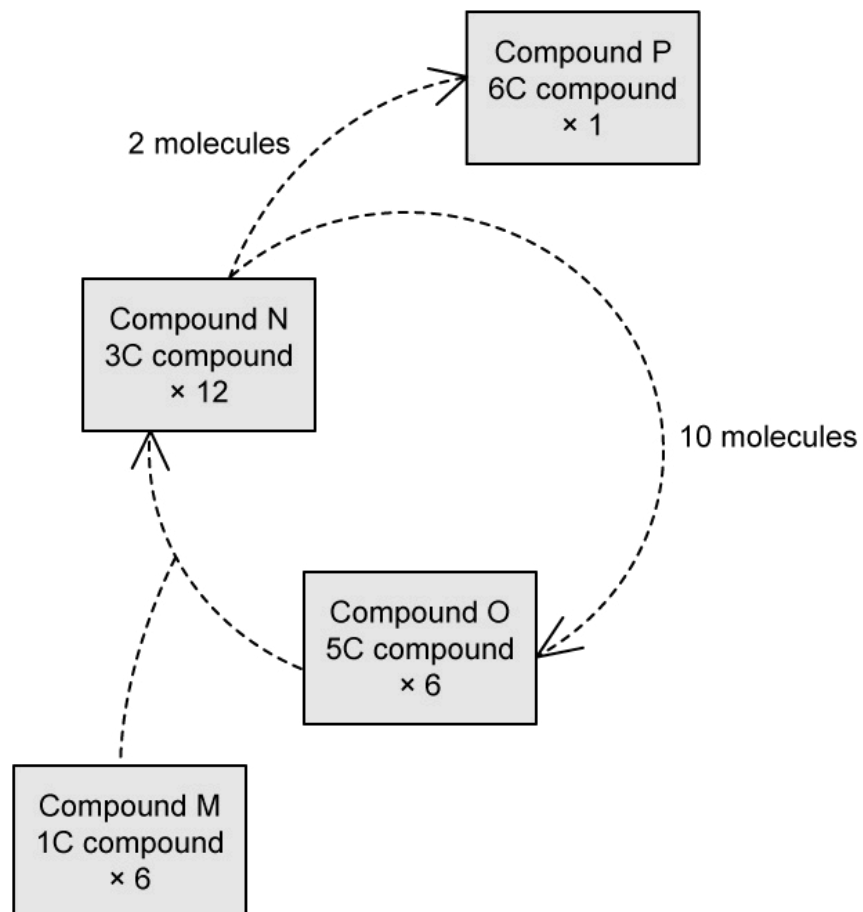 Compound P
6C compound
× 1
2 molecules
Compound N
3C compound
× 12
10 molecules
Compound O
5C compound
× 6
Compound M
1C compound
× 6